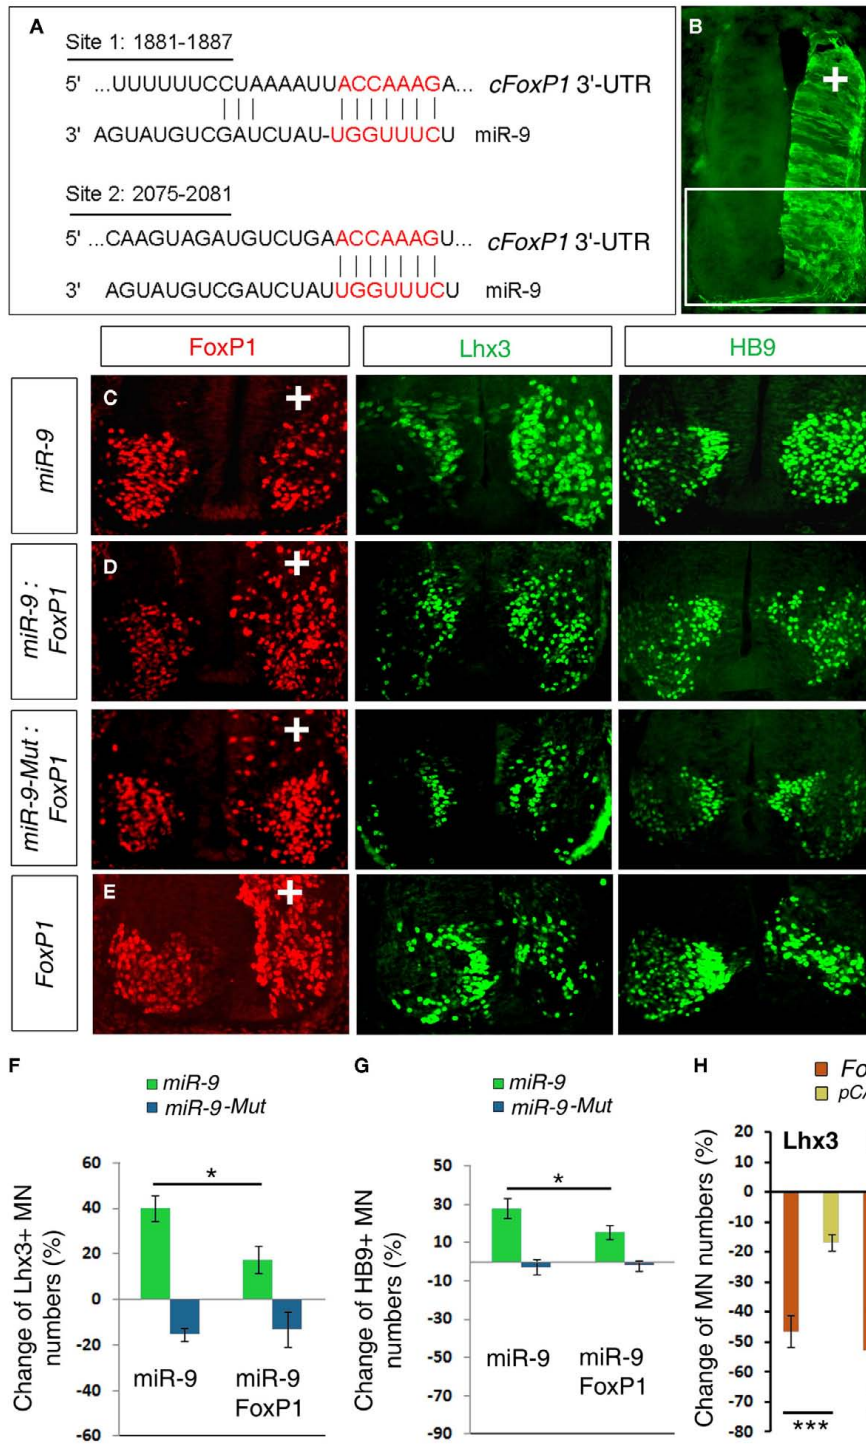 A
Site 1: 1881-1887
5' ...UUUUUUCCUAAAAUUACCAAAGA... cFoxP1 3'-UTR
3' AGUAUGUCGAUCUAU-UGGUUUCU miR-9
Site 2: 2075-2081
5' ...CAAGUAGAUGUCUGAACCAAAGU... cFoxP1 3'-UTR
3' AGUAUGUCGAUCUAUUGGUUUCU miR-9
B
+
FoxP1 Lhx3 HB9
miR-9
C
+
miR-9 :
FoxP1
D
+
miR-9-Mut :
FoxP1
+
FoxP1
E
+
F
miR-9
miR-9-Mut
Change of Lhx3+ MN
numbers (%)
60
40
20
0
-20
-40
-60
*
miR-9
miR-9
FoxP1
G
miR-9
miR-9-Mut
Change of HB9+ MN
numbers (%)
50
30
10
-10
-30
-50
-70
-90
*
miR-9
miR-9
FoxP1
H
Lhx3
Change of MN numbers (%)
20
10
0
-10
-20
-30
-40
-50
-60
-70
-80
***